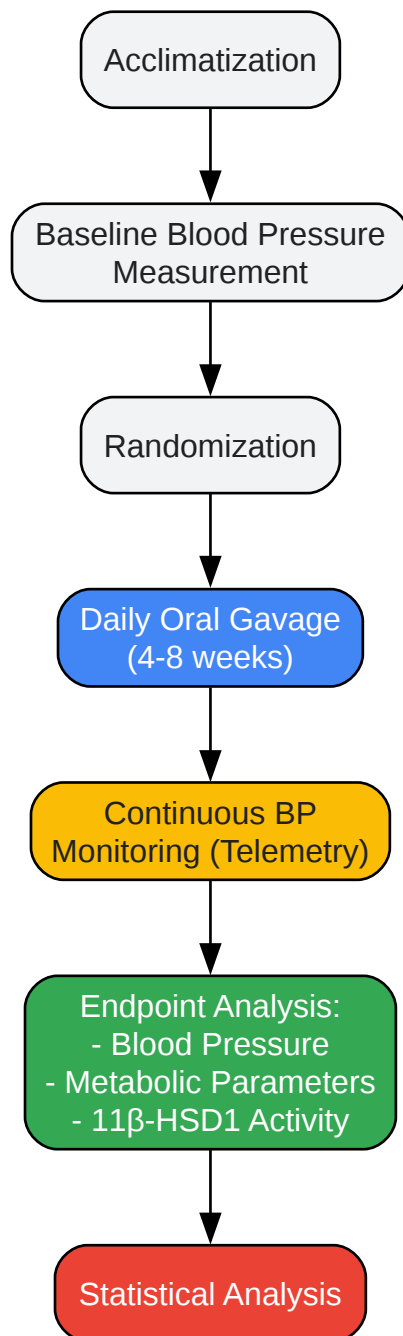 Acclimatization
Baseline Blood Pressure
Measurement
Randomization
Daily Oral Gavage
(4-8 weeks)
Continuous BP
Monitoring (Telemetry)
Endpoint Analysis:
- Blood Pressure
- Metabolic Parameters
- 11β-HSD1 Activity
Statistical Analysis